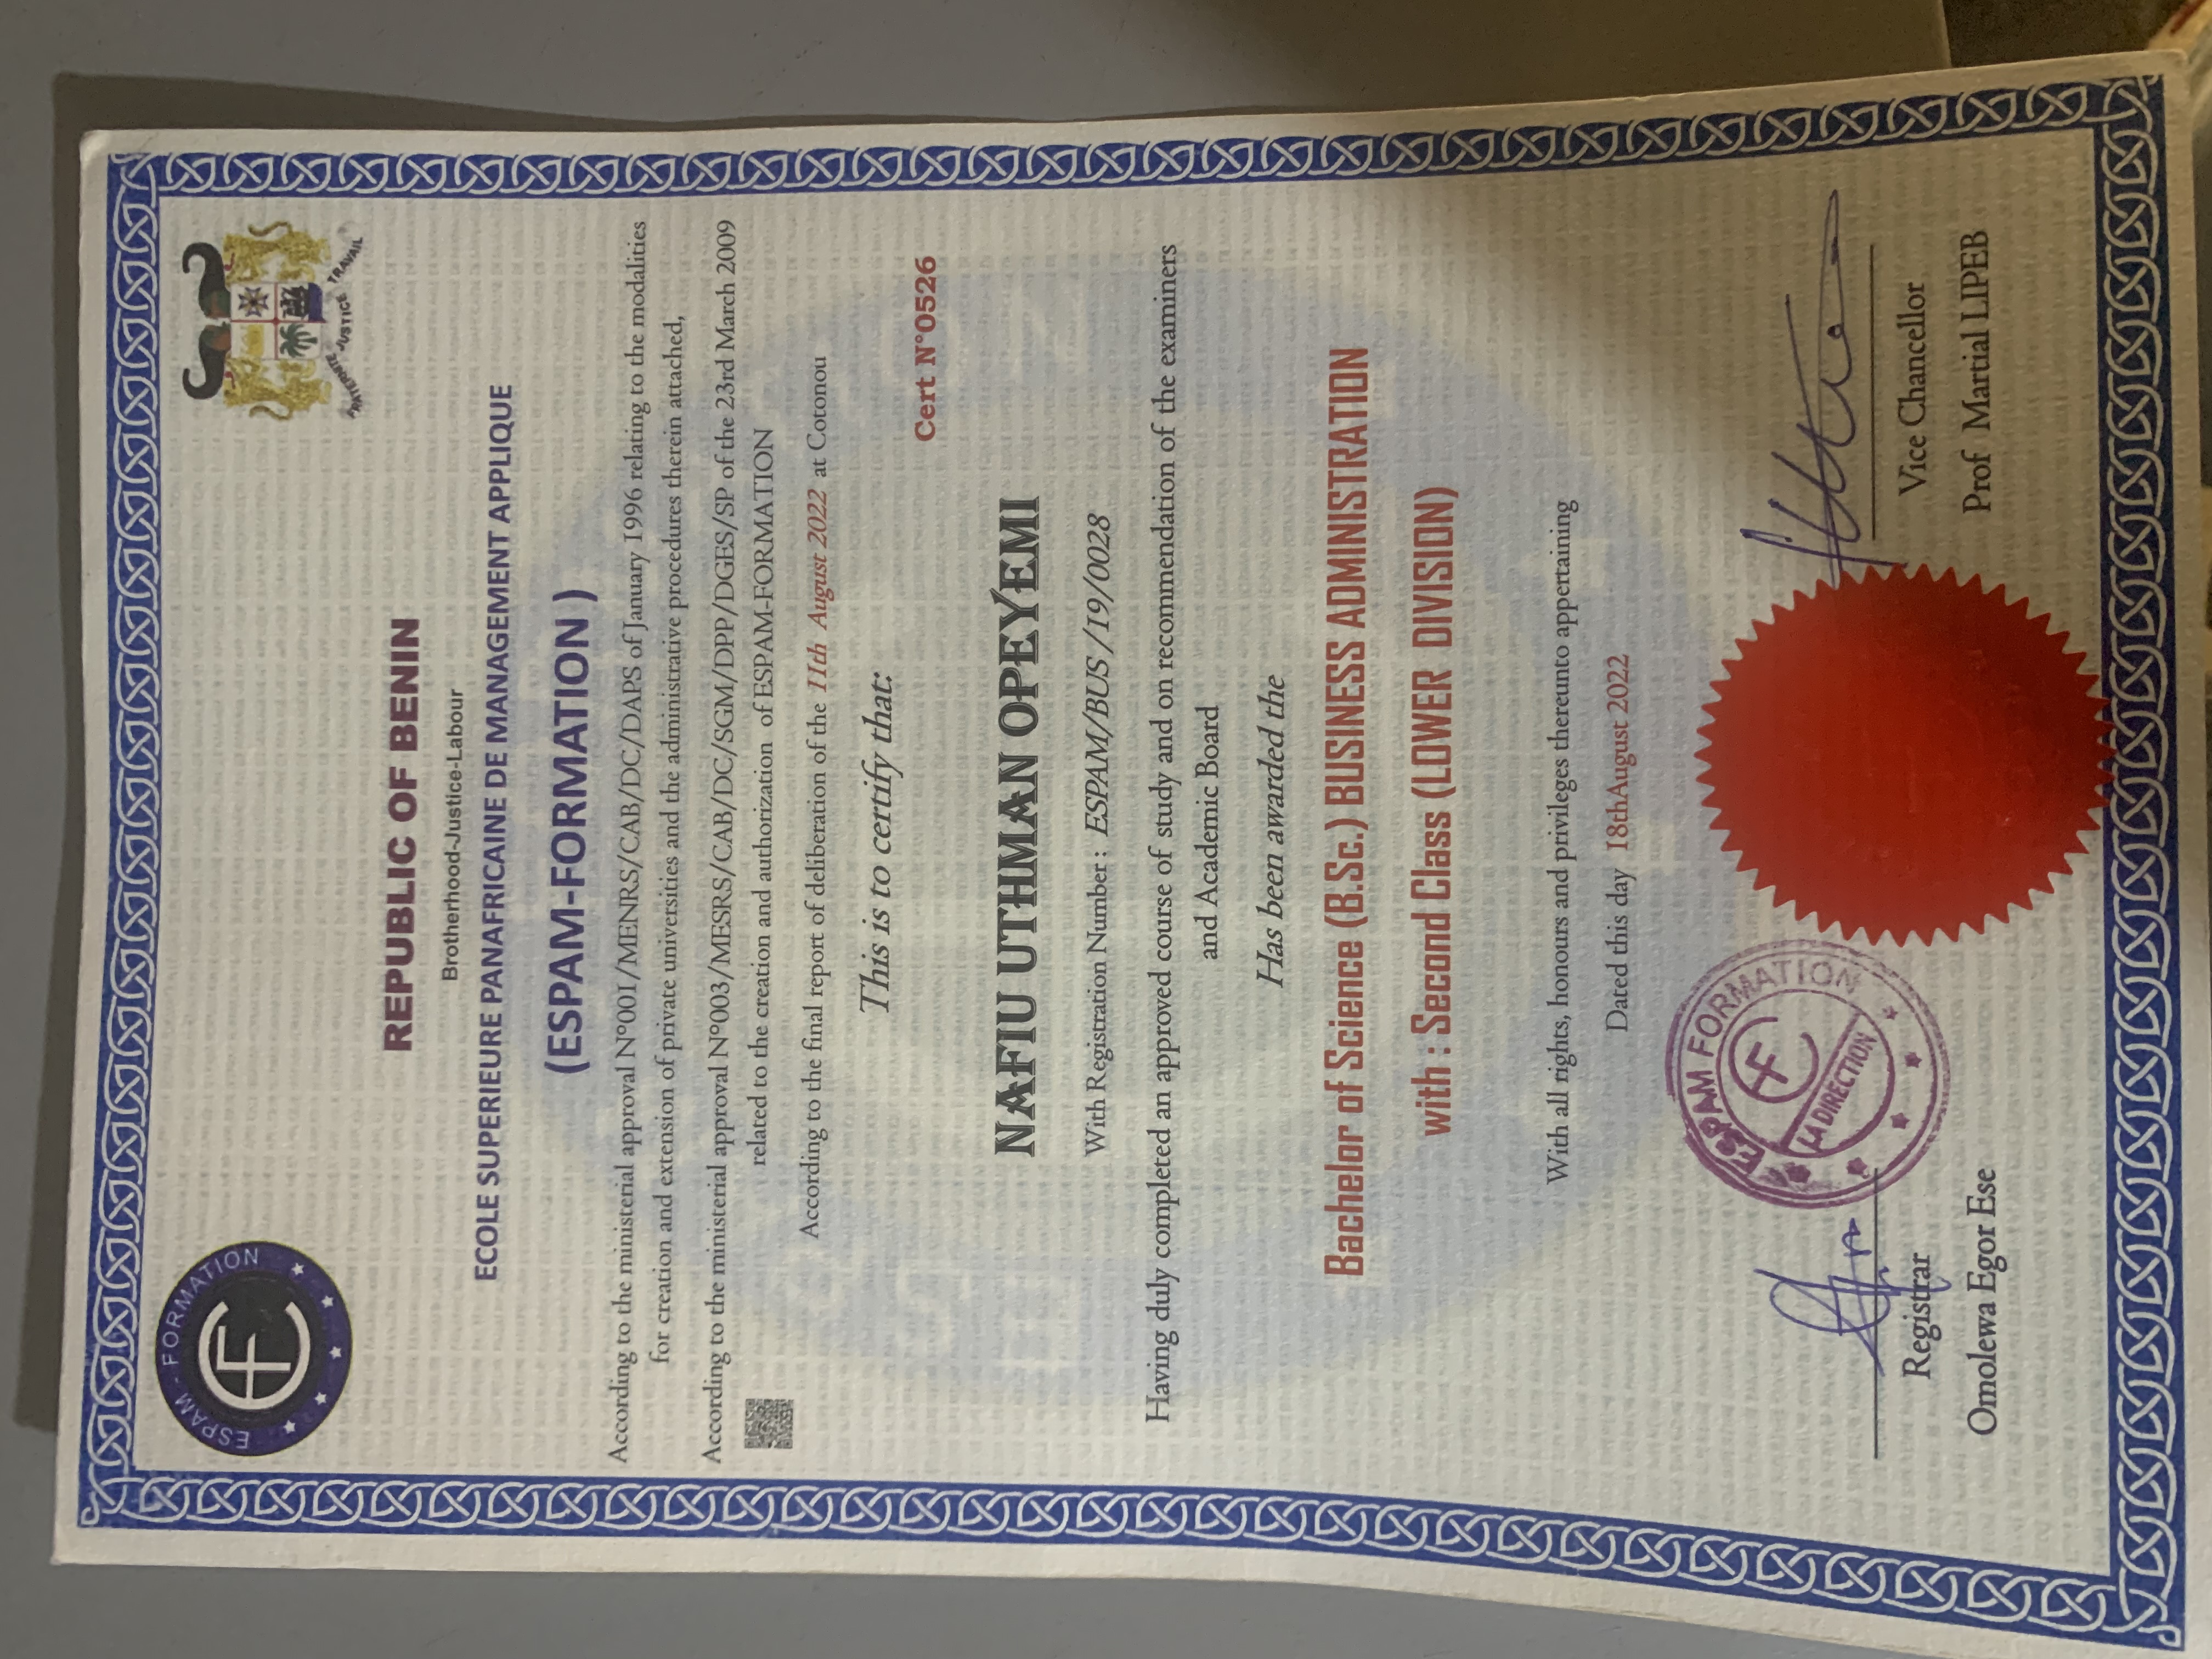 ESPAM - FORMATION
FRATERNITE JUSTICE TRAVAIL
REPUBLIC OF BENIN
Brotherhood-Justice-Labour
ECOLE SUPERIEURE PANAFRICAINE DE MANAGEMENT APPLIQUE
(ESPAM-FORMATION )
According to the ministerial approval N°001/MENRS/CAB/DC/DAPS of January 1996 relating to the modalities
for creation and extension of private universities and the administrative procedures therein attached,
According to the ministerial approval N°003/MESRS/CAB/DC/SGM/DPP/DGES/SP of the 23rd March 2009
related to the creation and authorization of ESPAM-FORMATION
According to the final report of deliberation of the 11th August 2022 at Cotonou
This is to certify that:
Cert N°0526
NAFIU UTHMAN OPEYEMI
With Registration Number : ESPAM/BUS /19/0028
Having duly completed an approved course of study and on recommendation of the examiners
and Academic Board
Has been awarded the
Bachelor of Science (B.Sc.) BUSINESS ADMINISTRATION
with : Second Class (LOWER DIVISION)
With all rights, honours and privileges thereunto appertaining
Dated this day 18thAugust 2022
ESPAM FORMATION
LA DIRECTION
Registrar
Omolewa Egor Ese
Vice Chancellor
Prof Martial LIPEB